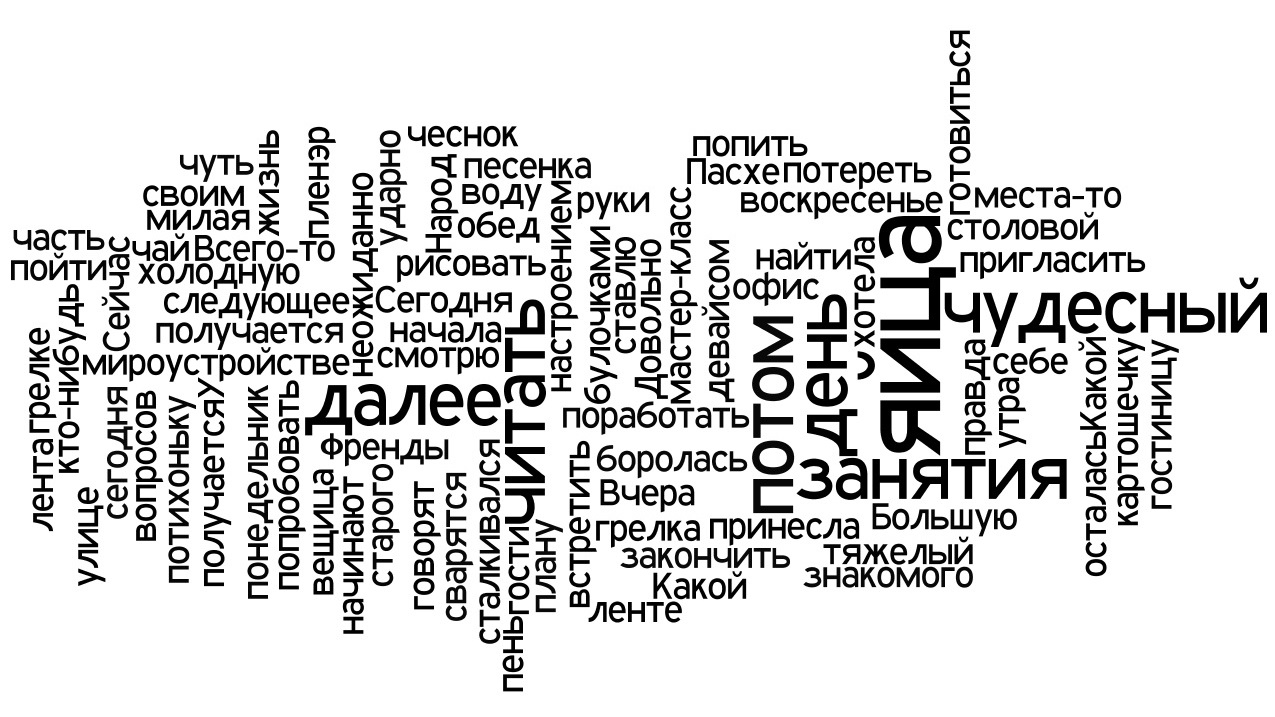 готовиться
чеснок
попить
чуть
жизнь
пленэр
ударно
Народ
песенка
Пасхе
потереть
своим
воду
руки
воскресенье
места-то
милая
обед
столовой
часть
чай
Всего-то
неожиданно
рисовать
настроением
булочками
ставлю
Довольно
мастер-класс
девайсом
найти
хотела
яйца
пригласить
пойти
Сейчас
холодную
офис
следующее
Сегодня
чудесный
получается
начала
читать
потом
день
мироустройстве
смотрю
правда
себе
далее
поработать
утра
Какой
картошечку
гостиницу
грелке
кто-нибудь
френды
боролась
занятия
лента
сегодня
вопросов
потихоньку
получается
У
понедельник
попробовать
вещица
начинают
старого
говорят
сварятся
сталкивался
гости
плану
встретить
Вчера
Большую
осталась
улице
грелка
принесла
закончить
тяжелый
Какой
знакомого
ленте
пень